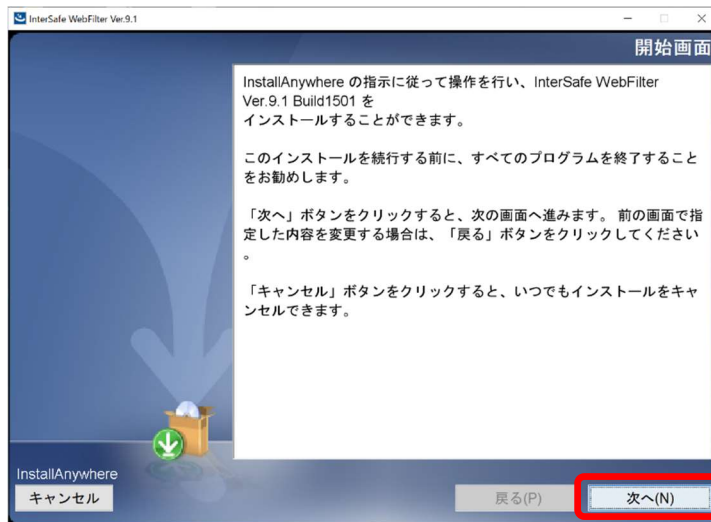 InterSafe WebFilter Ver.9.1
開始画面
InstallAnywhere の指示に従って操作を行い、InterSafe WebFilter
Ver.9.1 Build1501 を
インストールすることができます。
このインストールを続行する前に、すべてのプログラムを終了すること
をお勧めします。
「次へ」ボタンをクリックすると、次の画面へ進みます。 前の画面で指
定した内容を変更する場合は、「戻る」ボタンをクリックしてください
。
「キャンセル」ボタンをクリックすると、いつでもインストールをキャ
ンセルできます。
InstallAnywhere
キャンセル
戻る(P)
次へ(N)